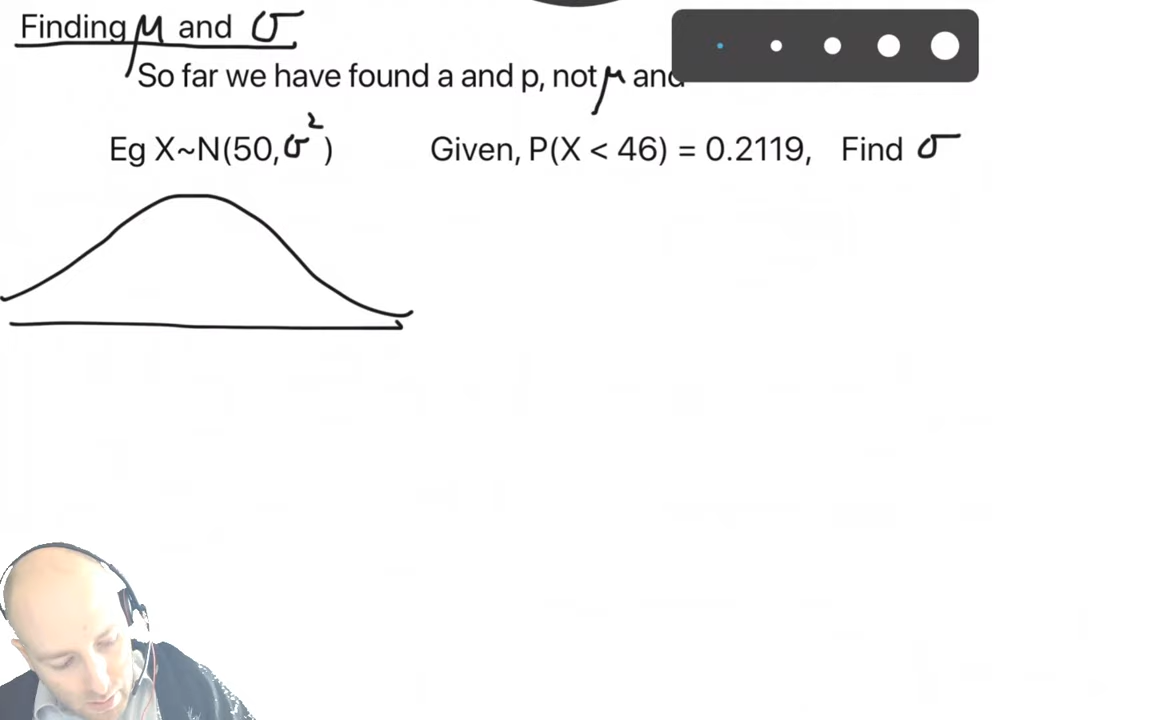 Finding μ and σ
So far we have found a and p, not μ and
Eg X~N(50,σ²) Given, P(X < 46) = 0.2119, Find σ